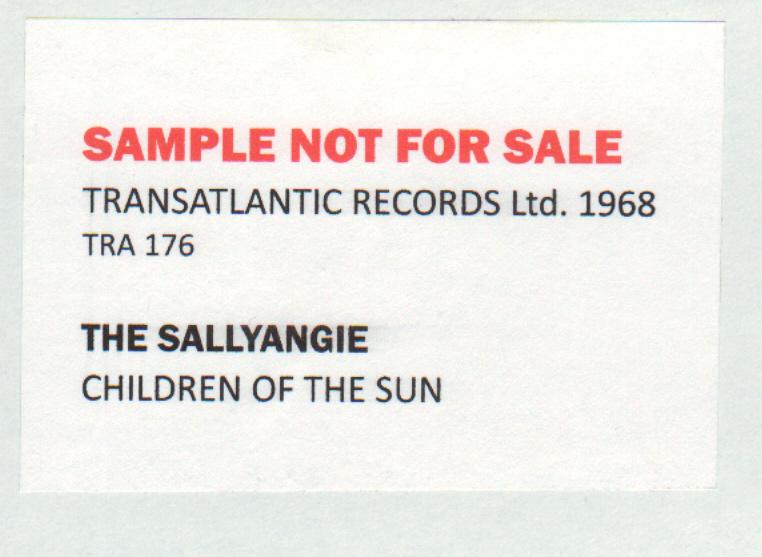 SAMPLE NOT FOR SALE
TRANSATLANTIC RECORDS Ltd. 1968
TRA 176
THE SALLYANGIE
CHILDREN OF THE SUN